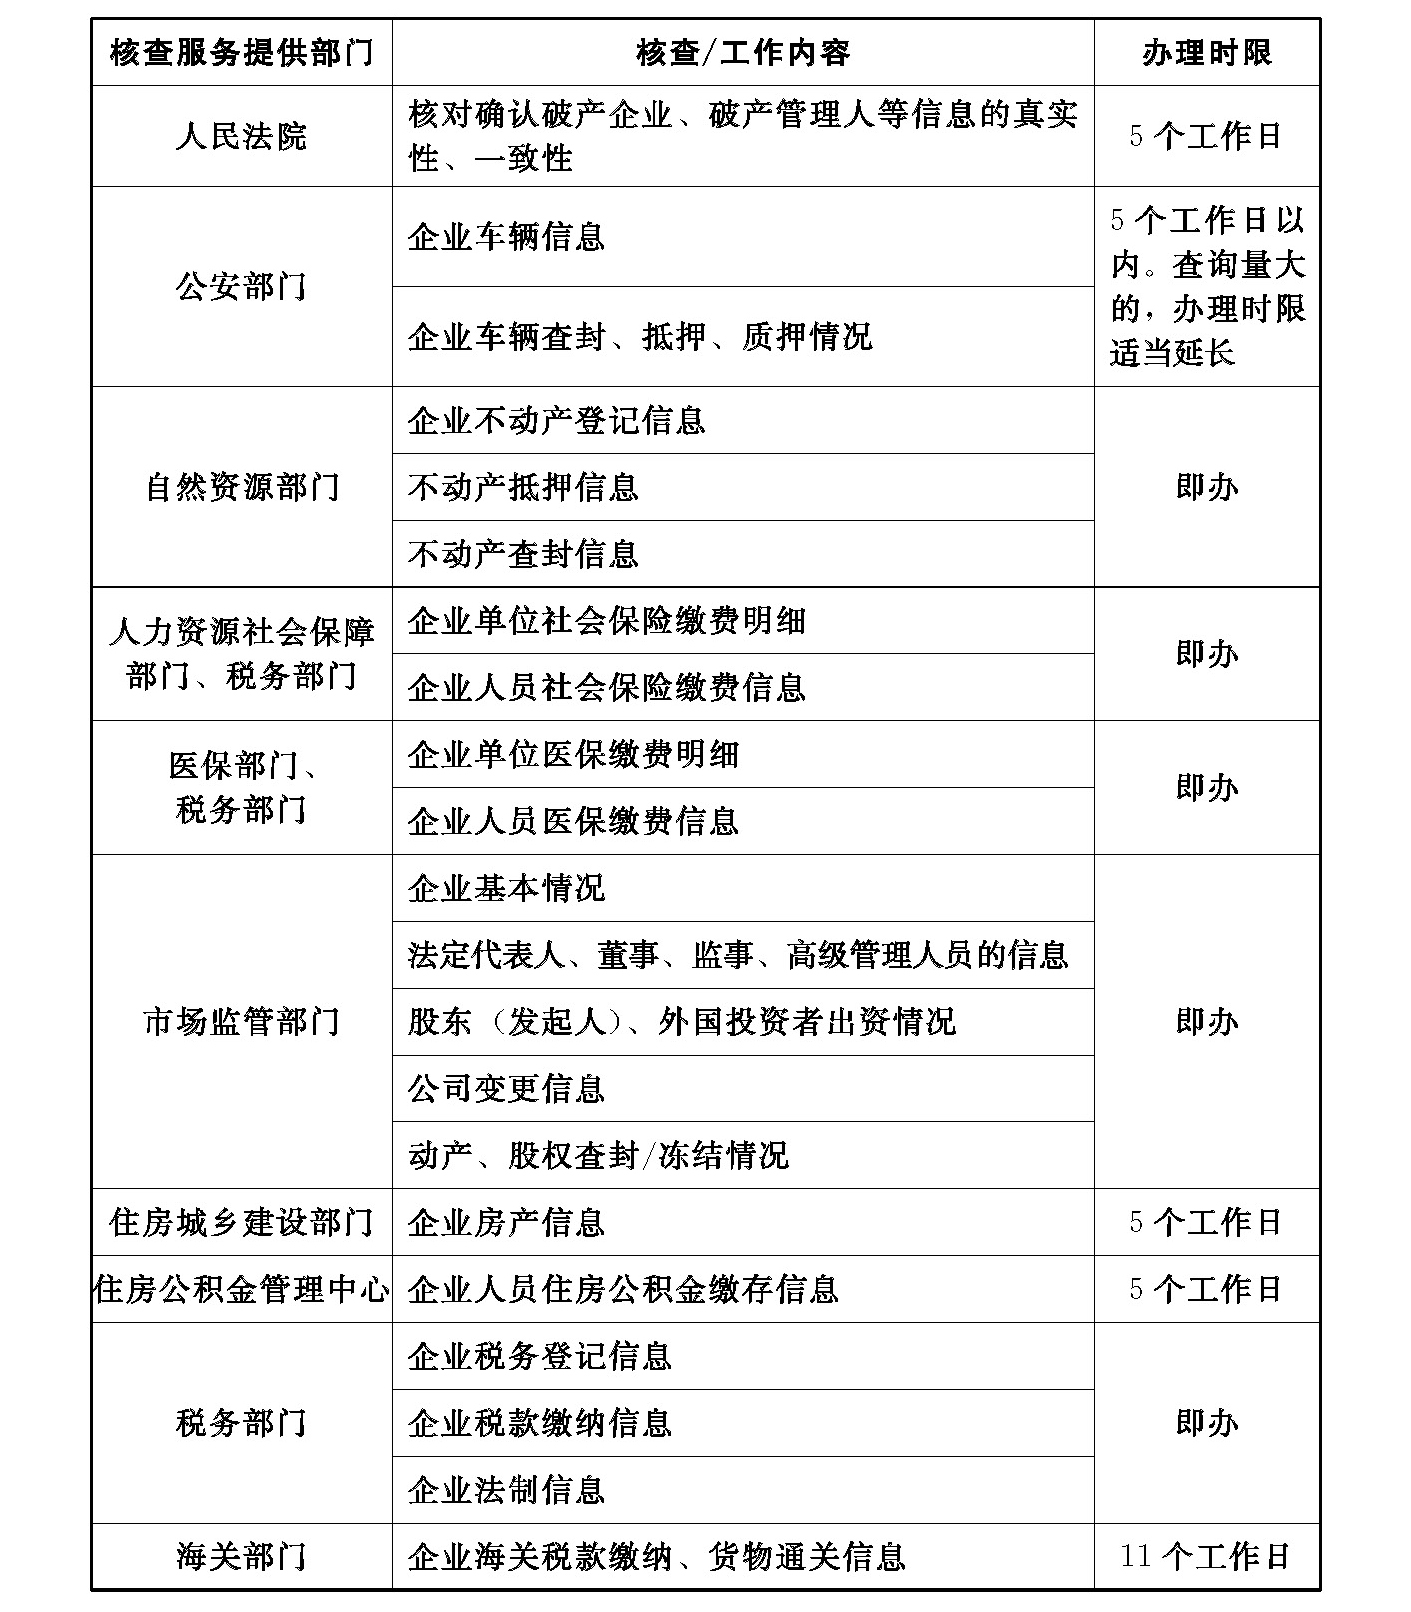 核查服务提供部门 核查/工作内容 办理时限
人民法院
核对确认破产企业、破产管理人等信息的真实
性、一致性
5 个工作日
公安部门
企业车辆信息
企业车辆查封、抵押、质押情况
5 个工作日以
内。查询量大
的，办理时限
适当延长
自然资源部门
企业不动产登记信息
不动产抵押信息
不动产查封信息
即办
人力资源社会保障
部门、税务部门
企业单位社会保险缴费明细
企业人员社会保险缴费信息
即办
医保部门、
税务部门
企业单位医保缴费明细
企业人员医保缴费信息
即办
市场监管部门
企业基本情况
法定代表人、董事、监事、高级管理人员的信息
股东（发起人）、外国投资者出资情况
公司变更信息
动产、股权查封/冻结情况
即办
住房城乡建设部门 企业房产信息 5 个工作日
住房公积金管理中心 企业人员住房公积金缴存信息 5 个工作日
税务部门
企业税务登记信息
企业税款缴纳信息
企业法制信息
即办
海关部门 企业海关税款缴纳、货物通关信息 11 个工作日